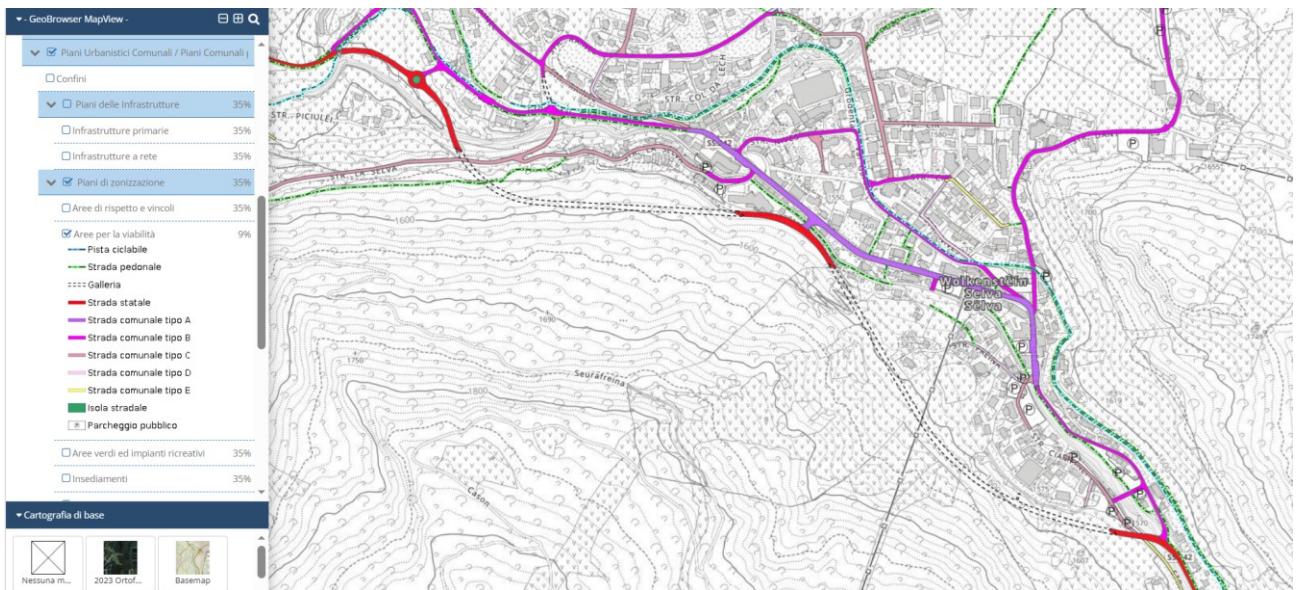 - GeoBrowser MapView -
Piani Urbanistici Comunali / Piani Comunali
Confini
Piani delle Infrastrutture 35%
Infrastrutture primarie 35%
Infrastrutture a rete 35%
Piani di zonizzazione 35%
Aree di rispetto e vincoli 35%
Aree per la viabilità 9%
Pista ciclabile
Strada pedonale
Galleria
Strada statale
Strada comunale tipo A
Strada comunale tipo B
Strada comunale tipo C
Strada comunale tipo D
Strada comunale tipo E
Isola stradale
P Parcheggio pubblico
Aree verdi ed impianti ricreativi 35%
Insediamenti 35%
Cartografia di base
Nessuna m...
2023 Ortof...
Basemap
STR. PICIULEI
STR. COL DA LECH
STR. LA SELVA
1600
1600
P
P
P
P
P
Wolkenstein
Selva
Sëlva
1690
1750
1800
Seurafreina
Cason
1700
1619
P
P
P
P
P
P
P
1570